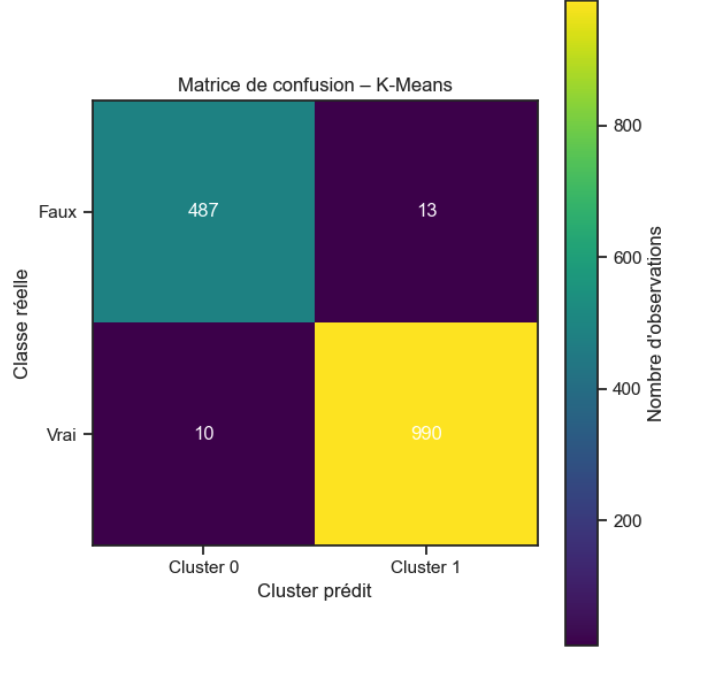 Matrice de confusion – K-Means
Classe réelle
Faux
487
13
Vrai
10
990
Cluster 0
Cluster 1
Cluster prédit
800
600
400
200
Nombre d'observations